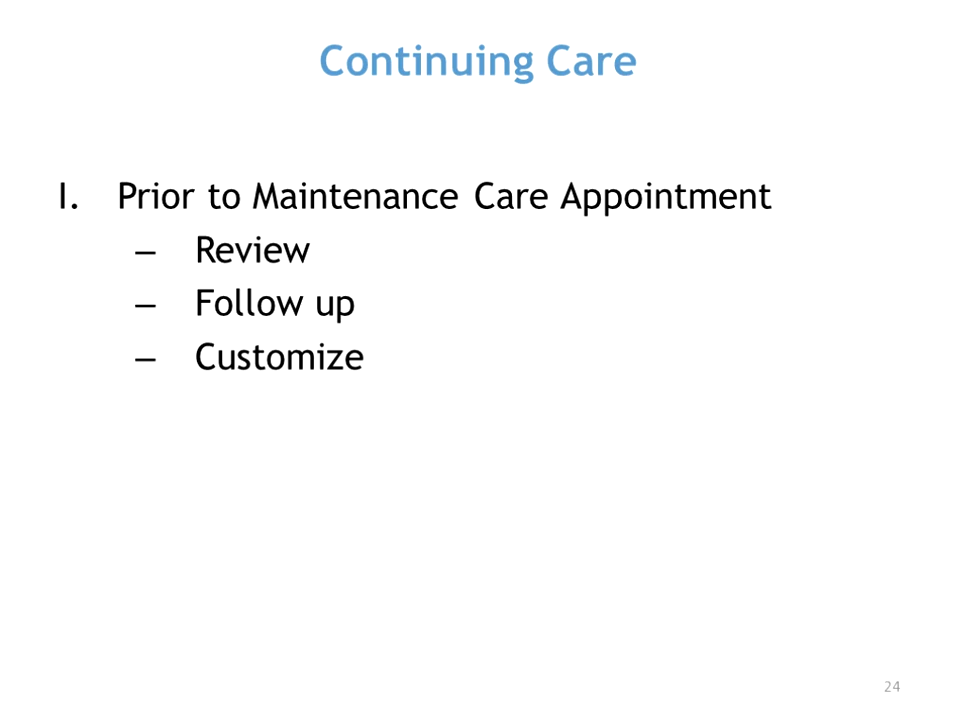 Continuing Care
I. Prior to Maintenance Care Appointment
– Review
– Follow up
– Customize
24